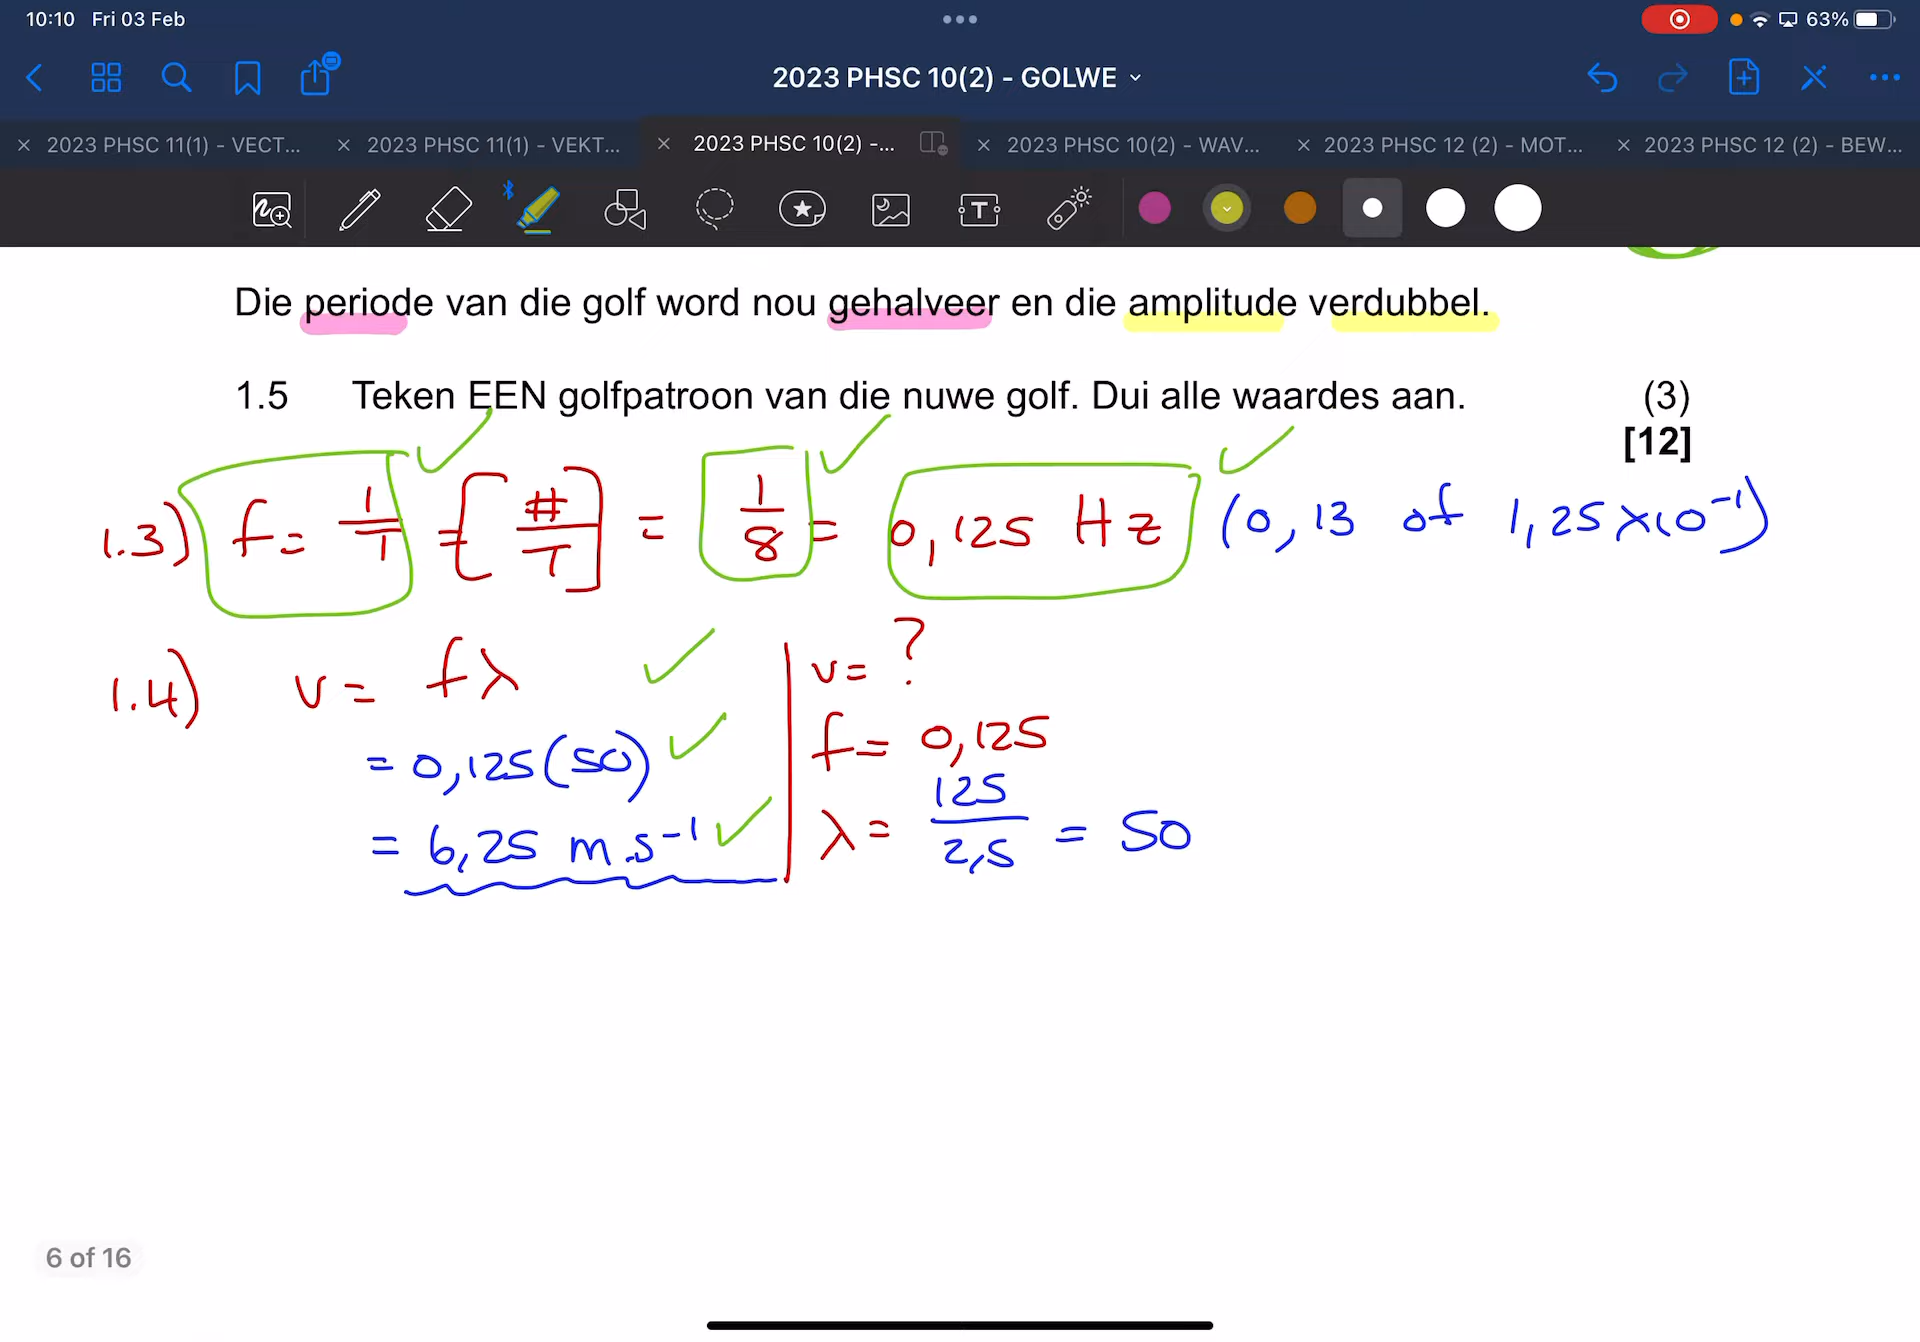 10:10 Fri 03 Feb 63%
2023 PHSC 10(2) - GOLWE
2023 PHSC 11(1) - VECT... 2023 PHSC 11(1) - VEKT... 2023 PHSC 10(2) -... 2023 PHSC 10(2) - WAV... 2023 PHSC 12 (2) - MOT... 2023 PHSC 12 (2) - BEW...
Die periode van die golf word nou gehalveer en die amplitude verdubbel.
1.5 Teken EEN golfpatroon van die nuwe golf. Dui alle waardes aan. (3)
[12]
1.3) f = 1/T = [#/T] = 1/8 = 0,125 Hz (0,13 of 1,25×10⁻¹)
1.4) v = fλ
= 0,125(50)
= 6,25 m.s⁻¹
v = ?
f = 0,125
λ = 125/2,5 = 50
6 of 16